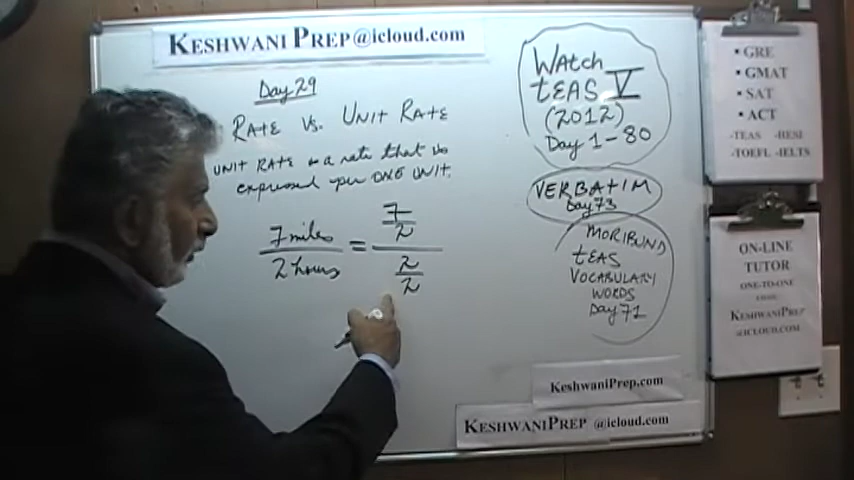 KESHWANI PREP@icloud.com
Day 29
RATE vs. UNIT RATE
UNIT RATE is a rate that is
expressed per ONE UNIT.
7 miles
2 hours
=
7
2
2
2
WAtch
tEAS V
(2012)
Day 1-80
VERBATIM
Day 73
MORIBUND
tEAS
VOCABULARY
WORDS
Day 71
KeshwaniPrep.com
KESHWANIPREP@icloud.com
• GRE
• GMAT
• SAT
• ACT
-TEAS -HESI
-TOEFL -IELTS
ON-LINE
TUTOR
ONE-TO-ONE
KESHWANIPREP
@ICLOUD.COM